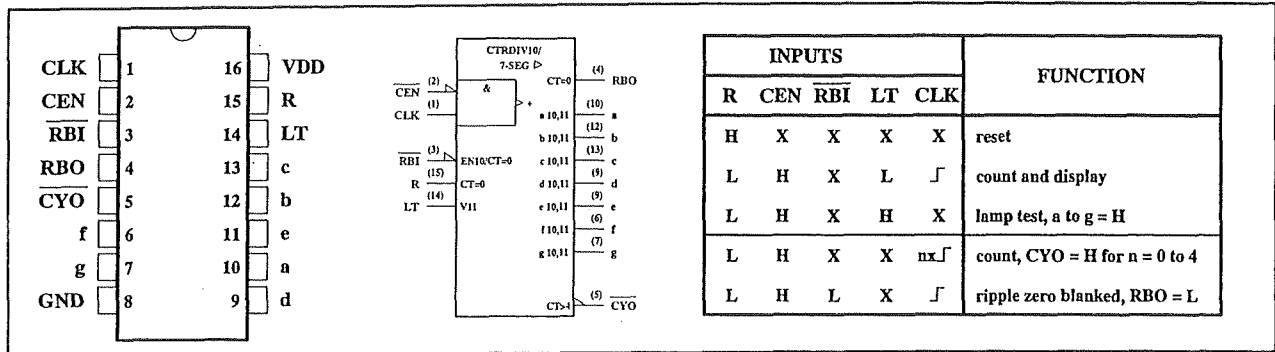 CLK 1 16 VDD
CEN 2 15 R
RBI 3 14 LT
RBO 4 13 c
CYO 5 12 b
f 6 11 e
g 7 10 a
GND 8 9 d
CTRDIV10/
7-SEG ▷
CT=0 (4) RBO
CEN (2) &
CLK (1) +
a 10,11 (10) a
b 10,11 (12) b
RBI (3) EN10/CT=0 c 10,11 (13) c
R (15) CT=0 d 10,11 (9) d
LT (14) V11 e 10,11 (9) e
f 10,11 (6) f
g 10,11 (7) g
CT>4 (5) CYO
INPUTS FUNCTION
R CEN RBI LT CLK
H X X X X reset
L H X L count and display
L H X H X lamp test, a to g = H
L H X X nx count, CYO = H for n = 0 to 4
L H L X ripple zero blanked, RBO = L